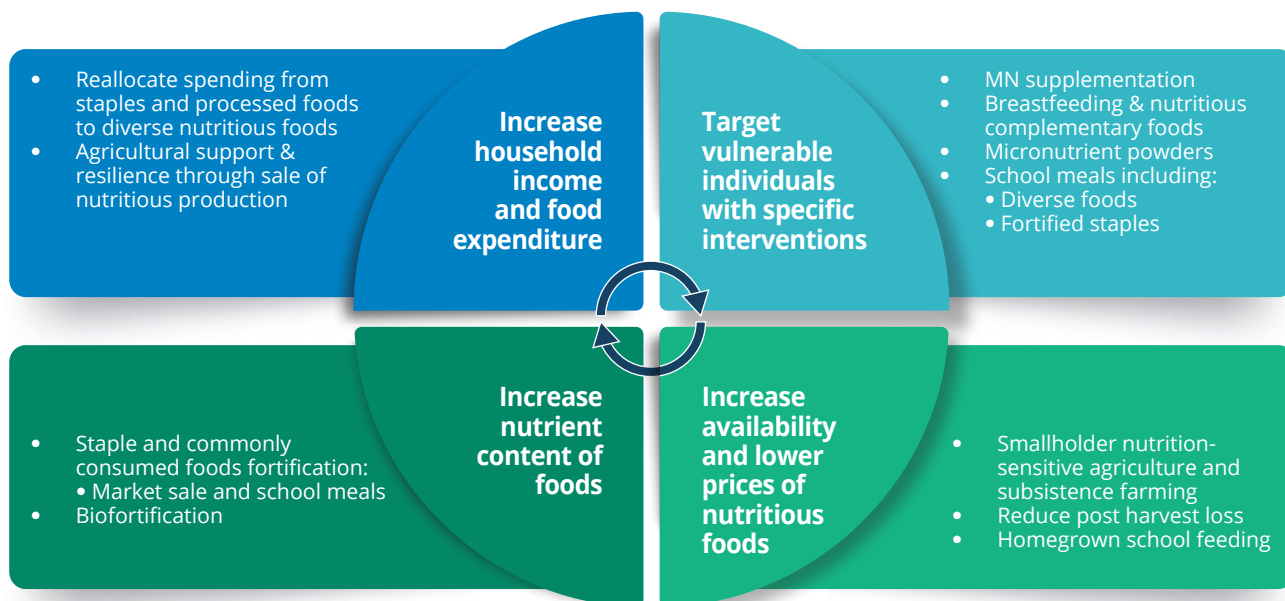 • Reallocate spending from
staples and processed foods
to diverse nutritious foods
• Agricultural support &
resilience through sale of
nutritious production
Increase
household
income
and food
expenditure
Target
vulnerable
individuals
with specific
interventions
• MN supplementation
• Breastfeeding & nutritious
complementary foods
• Micronutrient powders
• School meals including:
• Diverse foods
• Fortified staples
• Staple and commonly
consumed foods fortification:
• Market sale and school meals
• Biofortification
Increase
nutrient
content of
foods
Increase
availability
and lower
prices of
nutritious
foods
• Smallholder nutrition-
sensitive agriculture and
subsistence farming
• Reduce post harvest loss
• Homegrown school feeding